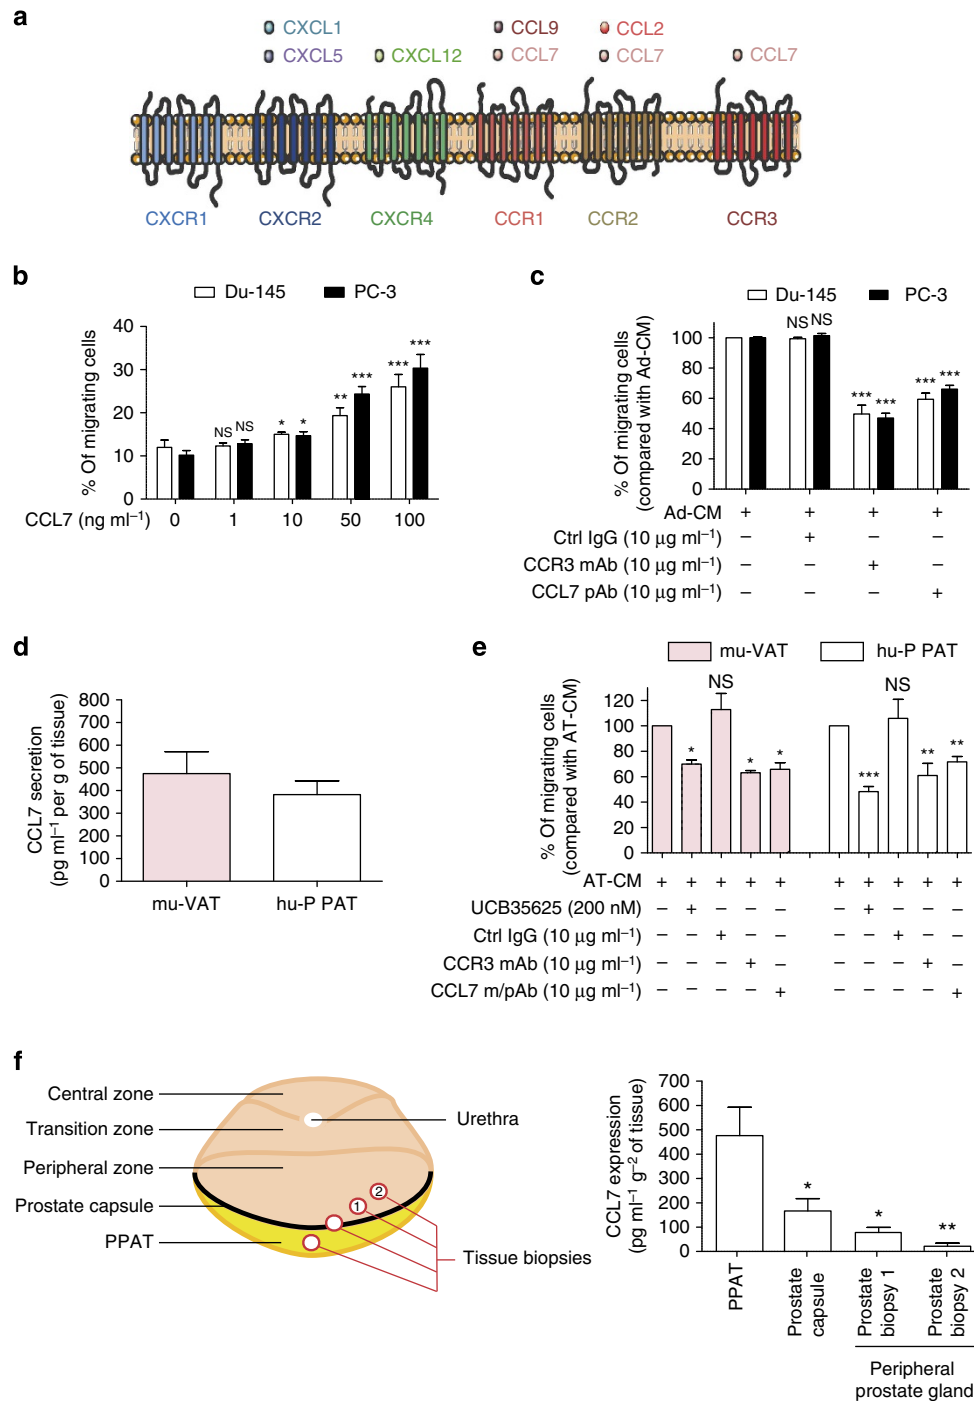 a
CXCL1 CCL9 CCL2
CXCL5 CXCL12 CCL7 CCL7 CCL7
CXCR1 CXCR2 CXCR4 CCR1 CCR2 CCR3
b
Du-145 PC-3
% Of migrating cells
40
30
20
10
0
NS NS * * ** *** *** ***
CCL7 (ng ml⁻¹) 0 1 10 50 100
c
Du-145 PC-3
% Of migrating cells
(compared with Ad-CM)
100
80
60
40
20
0
NS NS *** *** *** ***
Ad-CM + + + +
Ctrl IgG (10 µg ml⁻¹) – + – –
CCR3 mAb (10 µg ml⁻¹) – – + –
CCL7 pAb (10 µg ml⁻¹) – – – +
d
CCL7 secretion
(pg ml⁻¹ per g of tissue)
800
700
600
500
400
300
200
100
0
mu-VAT hu-P PAT
e
mu-VAT hu-P PAT
% Of migrating cells
(compared with AT-CM)
120
100
80
60
40
20
0
* NS * * *** NS ** **
AT-CM + + + + + + + + + +
UCB35625 (200 nM) – + – – – – + – – –
Ctrl IgG (10 µg ml⁻¹) – – + – – – – + – –
CCR3 mAb (10 µg ml⁻¹) – – – + – – – – + –
CCL7 m/pAb (10 µg ml⁻¹) – – – – + – – – – +
f
Central zone
Transition zone
Peripheral zone
Prostate capsule
PPAT
Urethra
1
2
Tissue biopsies
CCL7 expression
(pg ml⁻¹ g⁻² of tissue)
700
600
500
400
300
200
100
0
* * **
PPAT
Prostate
capsule
Prostate
biopsy 1
Prostate
biopsy 2
Peripheral
prostate gland